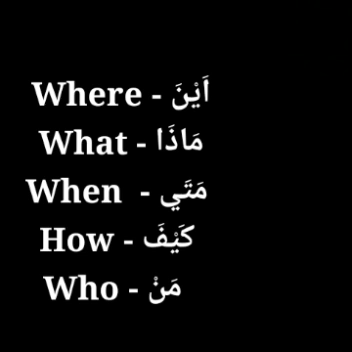 Where - اَيْنَ
What - مَاذَا
When - مَتَي
How - كَيْفَ
Who - مَنْ